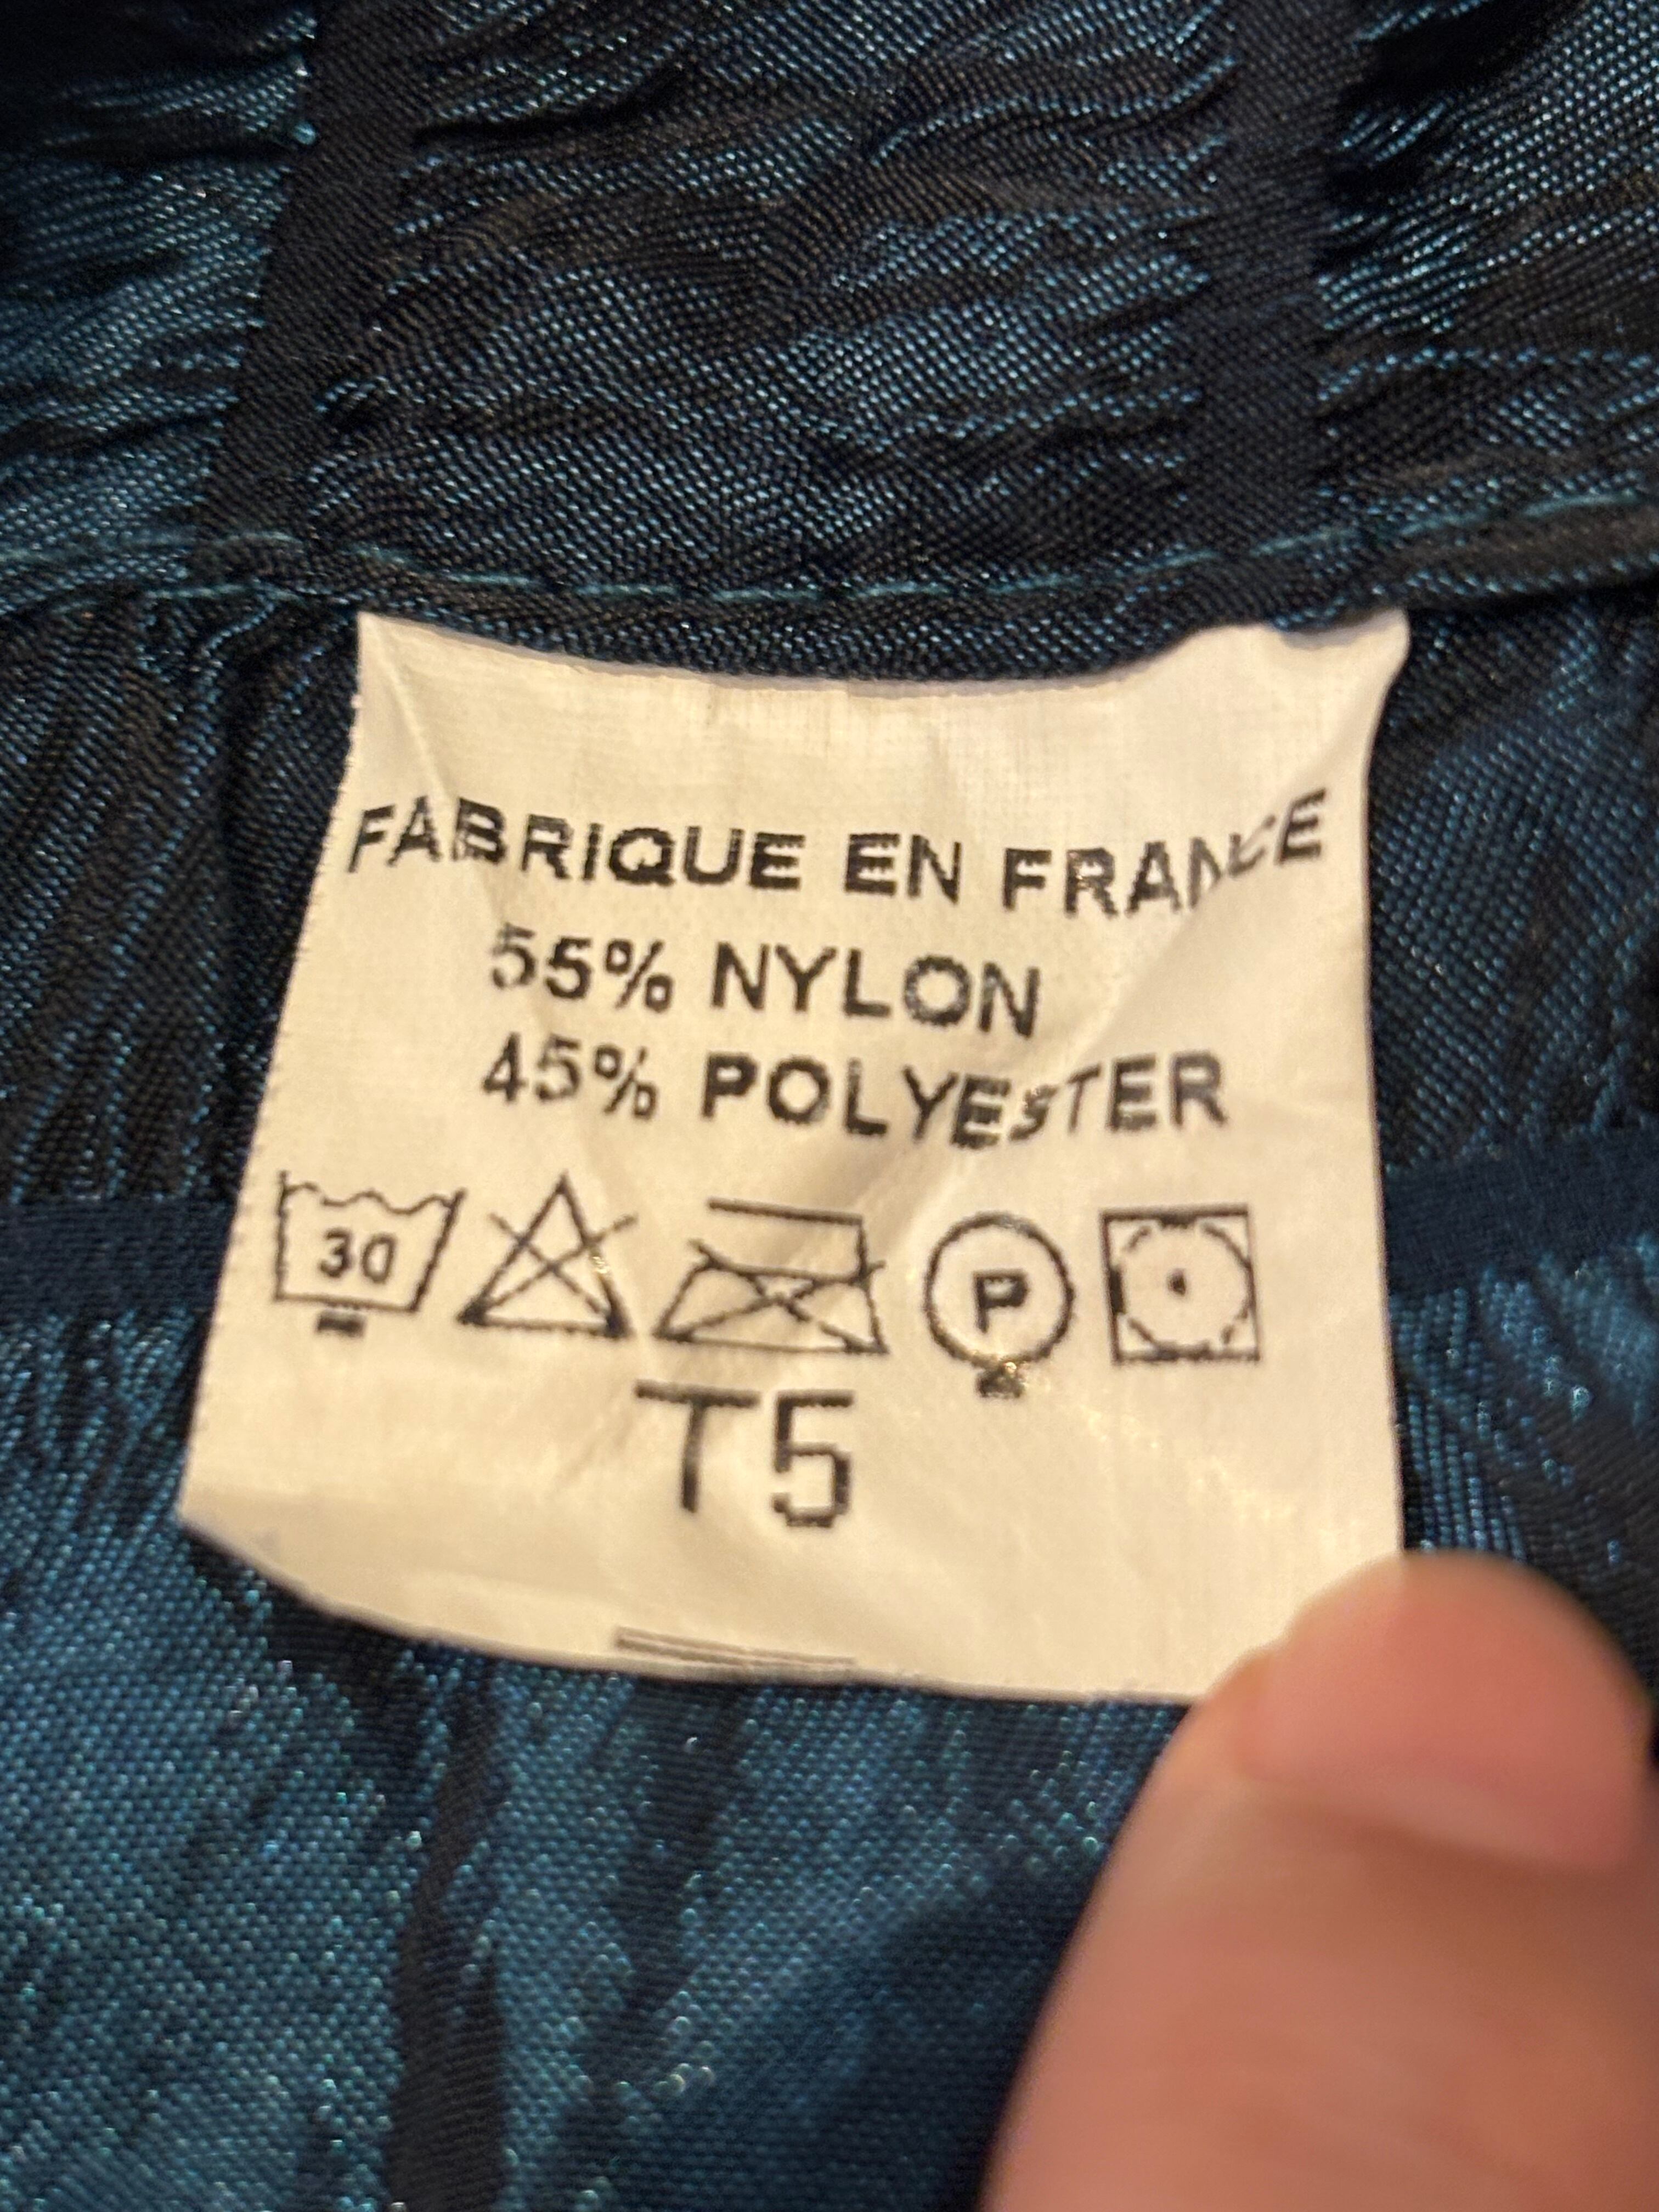 FABRIQUE EN FRANCE
55% NYLON
45% POLYESTER
30 P
T5